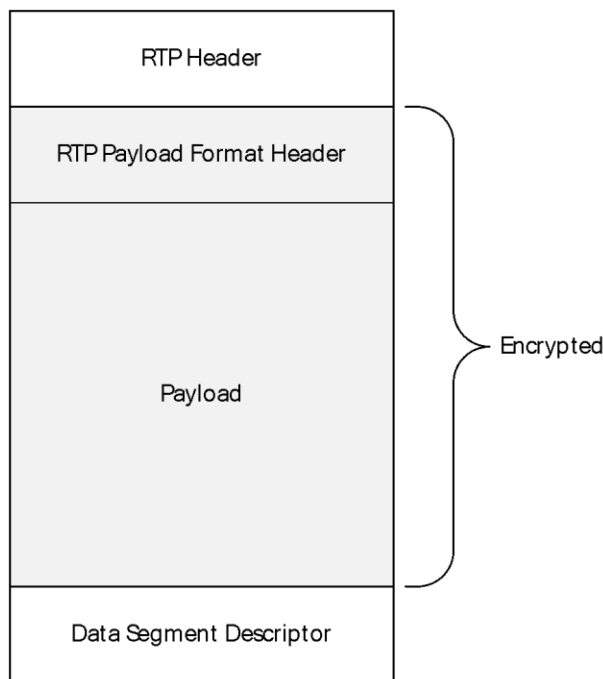 RTP Header
RTP Payload Format Header
Encrypted
Payload
Data Segment Descriptor